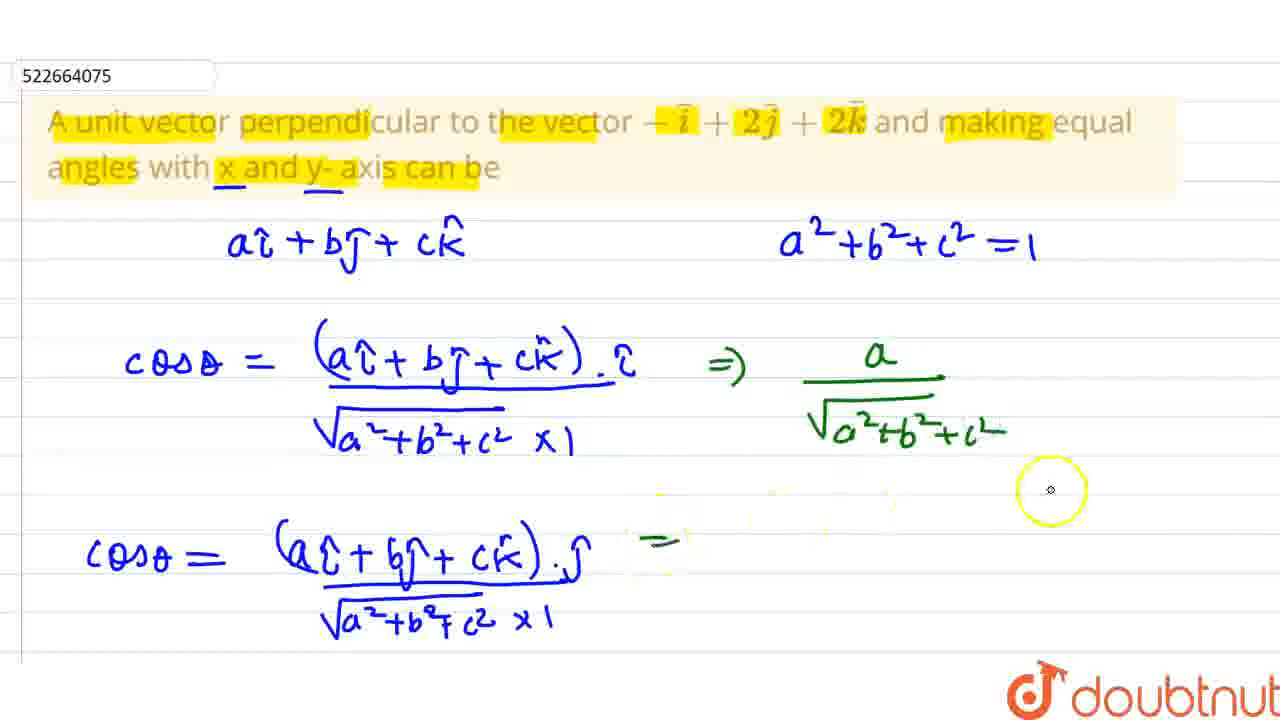 522664075
A unit vector perpendicular to the vector −i̅ + 2j̅ + 2k̅ and making equal
angles with x and y- axis can be
aî + bĵ + ck̂
a² + b² + c² = 1
cosθ = (aî + bĵ + ck̂) . î / √a² + b² + c² × 1 ⇒ a / √a² + b² + c²
cosθ = (aî + bĵ + ck̂) . ĵ / √a² + b² + c² × 1 =
doubtnut